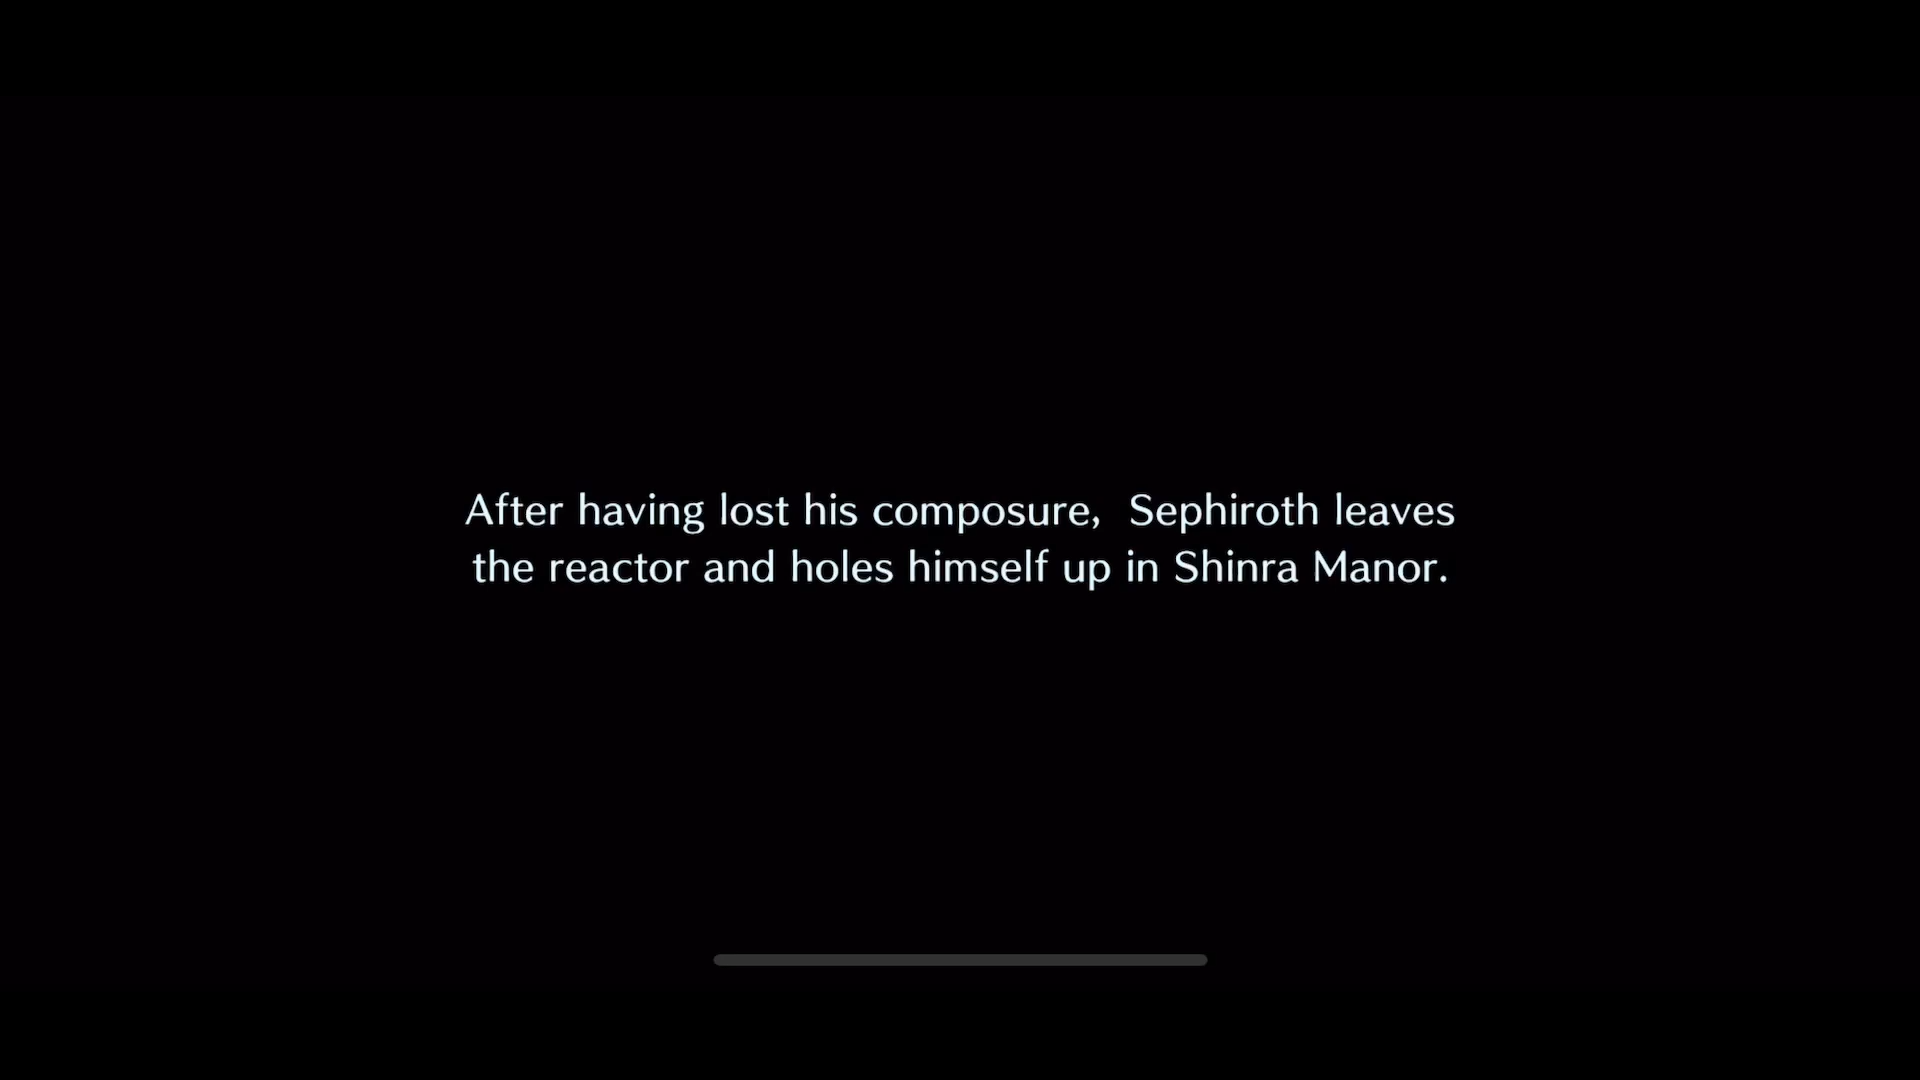 After having lost his composure,  Sephiroth leaves
the reactor and holes himself up in Shinra Manor.